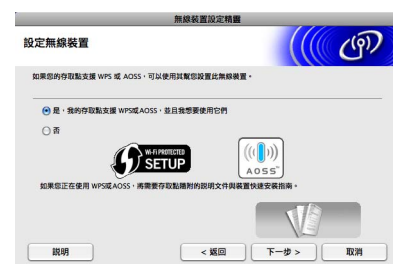 無線裝置設定精靈
設定無線裝置
如果您的存取點支援 WPS 或 AOSS，可以使用其幫您設置此無線裝置。
是，我的存取點支援 WPS或AOSS，並且我想要使用它們
否
Wi-Fi PROTECTED
SETUP
AOSS™
如果您正在使用 WPS或AOSS，將需要存取點隨附的說明文件與裝置快速安裝指南。
說明
< 返回
下一步 >
取消